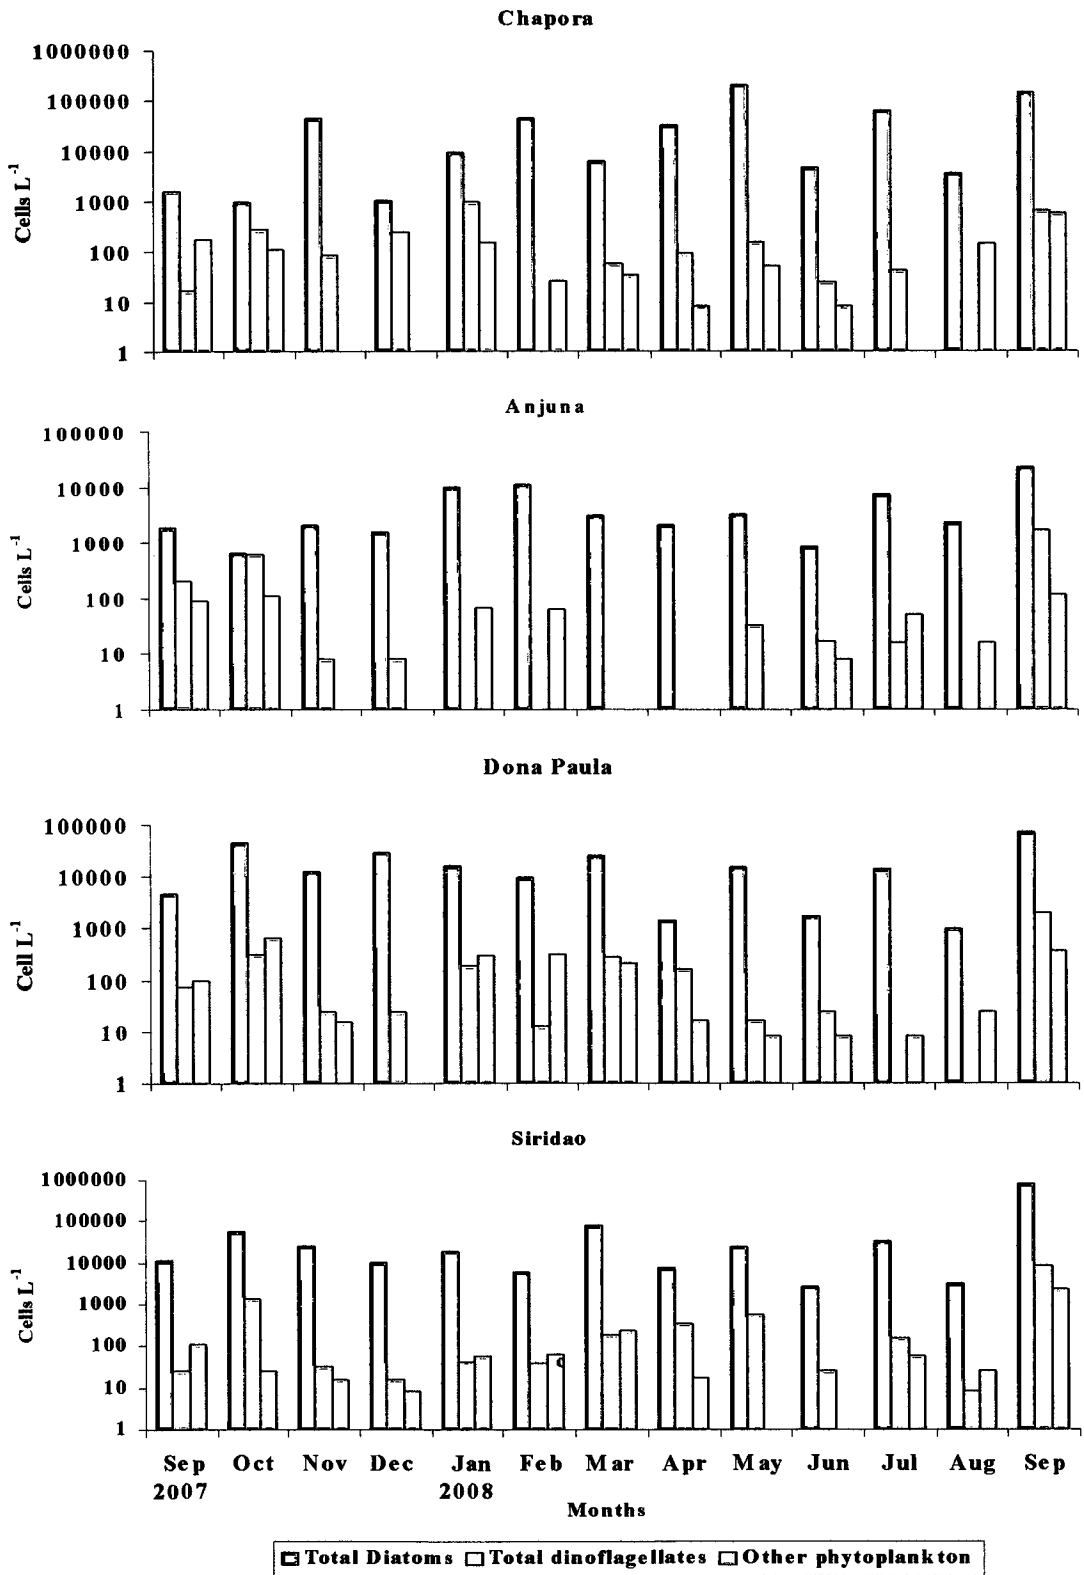 Chapora
1000000
100000
10000
1000
100
10
1
Cells L-1
Anjuna
100000
10000
1000
100
10
1
Cells L-1
Dona Paula
100000
10000
1000
100
10
1
Cell L-1
Siridao
1000000
100000
10000
1000
100
10
1
Cells L-1
Sep Oct Nov Dec Jan Feb Mar Apr May Jun Jul Aug Sep
2007 2008
Months
Total Diatoms Total dinoflagellates Other phytoplankton